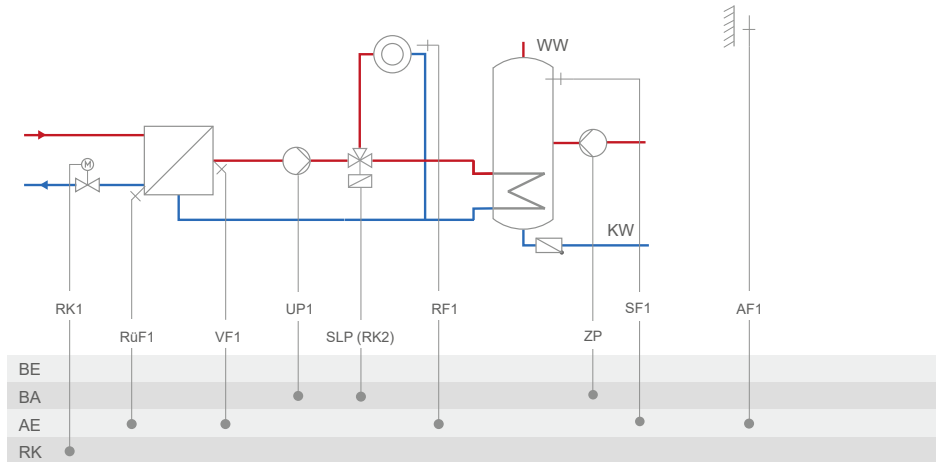 WW
M
KW
RK1
UP1
RF1
SF1
AF1
RüF1
VF1
SLP (RK2)
ZP
BE
BA
AE
RK